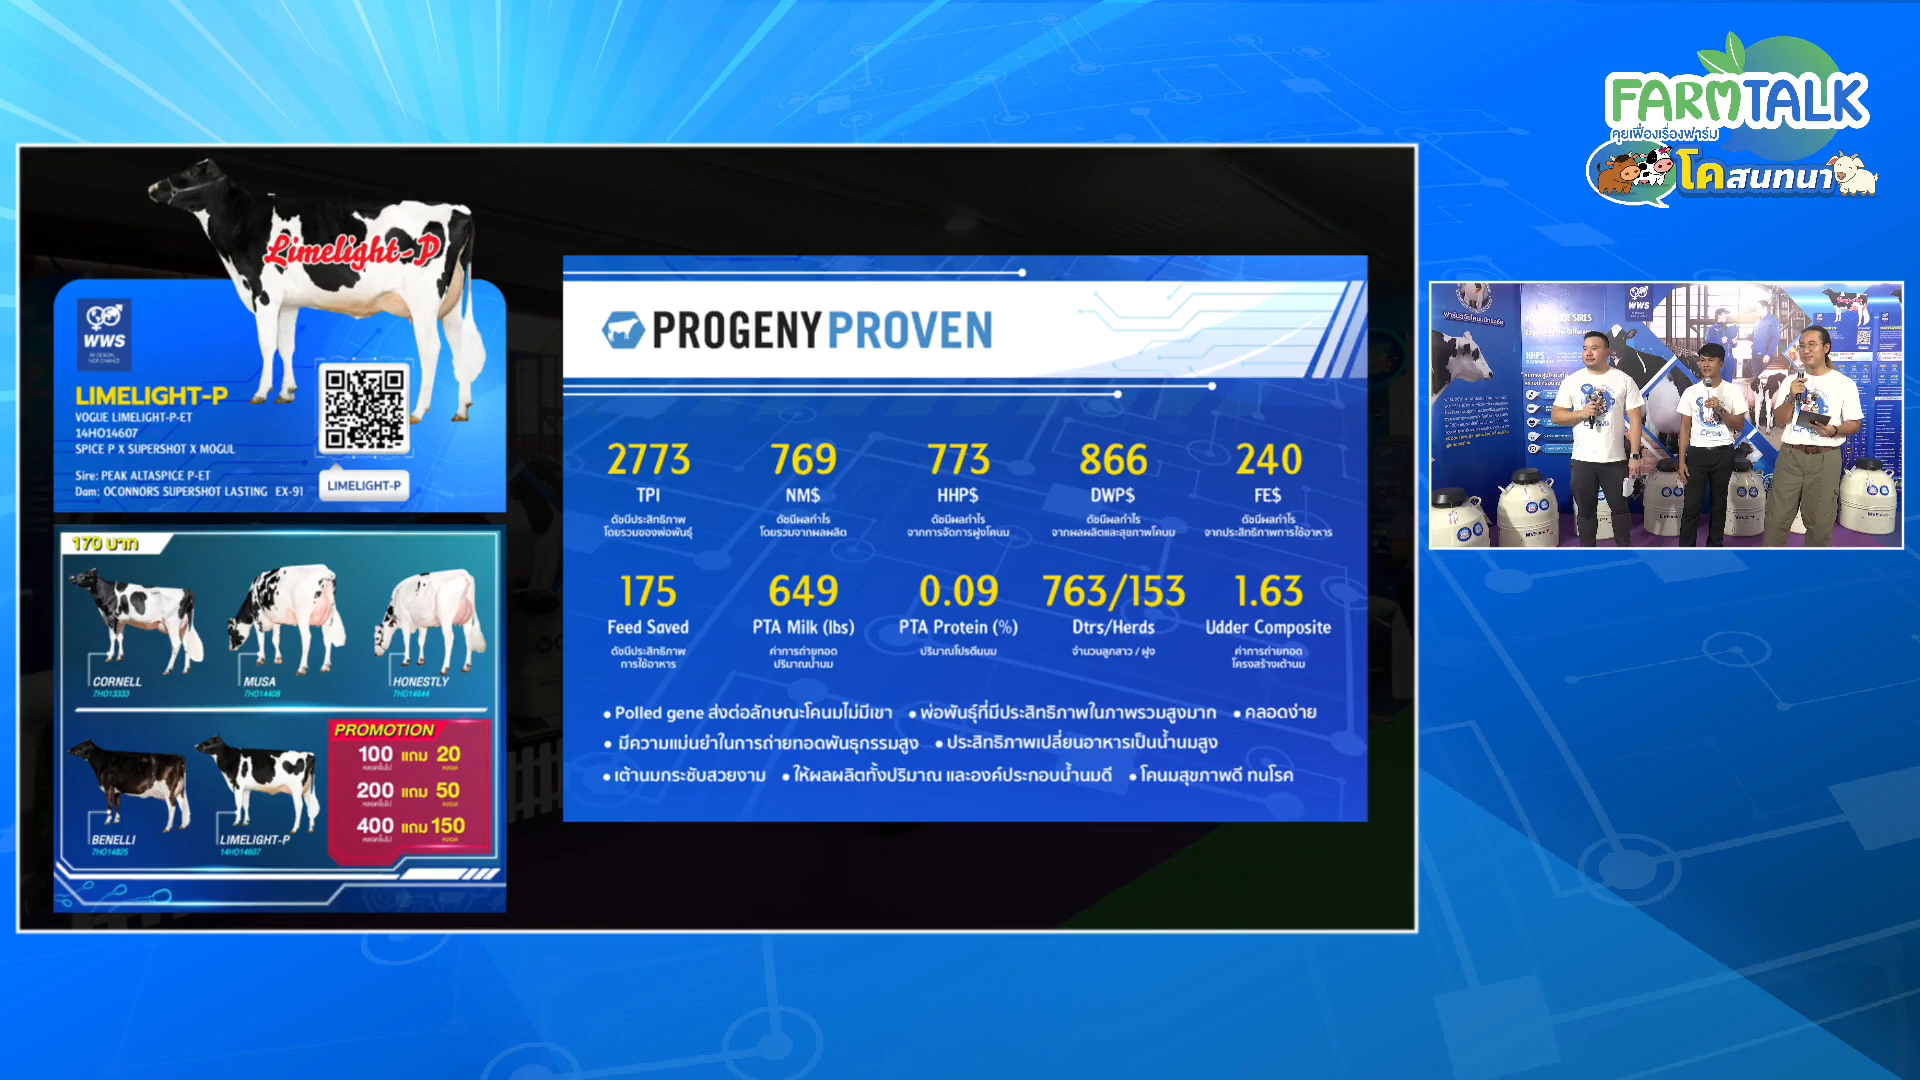 FARMTALK
คุยเฟื่องเรื่องฟาร์ม
โคสนทนา
Limelight-P
WWS
BY DESIGN,
NOT CHANCE
LIMELIGHT-P
VOGUE LIMELIGHT-P-ET
14HO14607
SPICE P X SUPERSHOT X MOGUL
Sire: PEAK ALTASPICE P-ET
Dam: OCONNORS SUPERSHOT LASTING EX-91
LIMELIGHT-P
170 บาท
CORNELL
7HO13333
MUSA
7HO14408
HONESTLY
7HO14644
BENELLI
7HO14825
LIMELIGHT-P
14HO14607
PROMOTION
100 แถม 20
200 แถม 50
400 แถม 150
PROGENY PROVEN
2773 769 773 866 240
TPI NM$ HHP$ DWP$ FE$
ดัชนีประสิทธิภาพ ดัชนีผลกำไร ดัชนีผลกำไร ดัชนีผลกำไร ดัชนีผลกำไร
โดยรวมของพ่อพันธุ์ โดยรวมจากผลผลิต จากการจัดการฝูงโคนม จากผลผลิตและสุขภาพโคนม จากประสิทธิภาพการใช้อาหาร
175 649 0.09 763/153 1.63
Feed Saved PTA Milk (lbs) PTA Protein (%) Dtrs/Herds Udder Composite
ดัชนีประสิทธิภาพ ค่าการถ่ายทอด ปริมาณโปรตีนนม จำนวนลูกสาว / ฝูง ค่าการถ่ายทอด
การใช้อาหาร ปริมาณน้ำนม โครงสร้างเต้านม
• Polled gene ส่งต่อลักษณะโคนมไม่มีเขา • พ่อพันธุ์ที่มีประสิทธิภาพในภาพรวมสูงมาก • คลอดง่าย
• มีความแม่นยำในการถ่ายทอดพันธุกรรมสูง • ประสิทธิภาพเปลี่ยนอาหารเป็นน้ำนมสูง
• เต้านมกระชับสวยงาม • ให้ผลผลิตทั้งปริมาณ และองค์ประกอบน้ำนมดี • โคนมสุขภาพดี ทนโรค
WWS